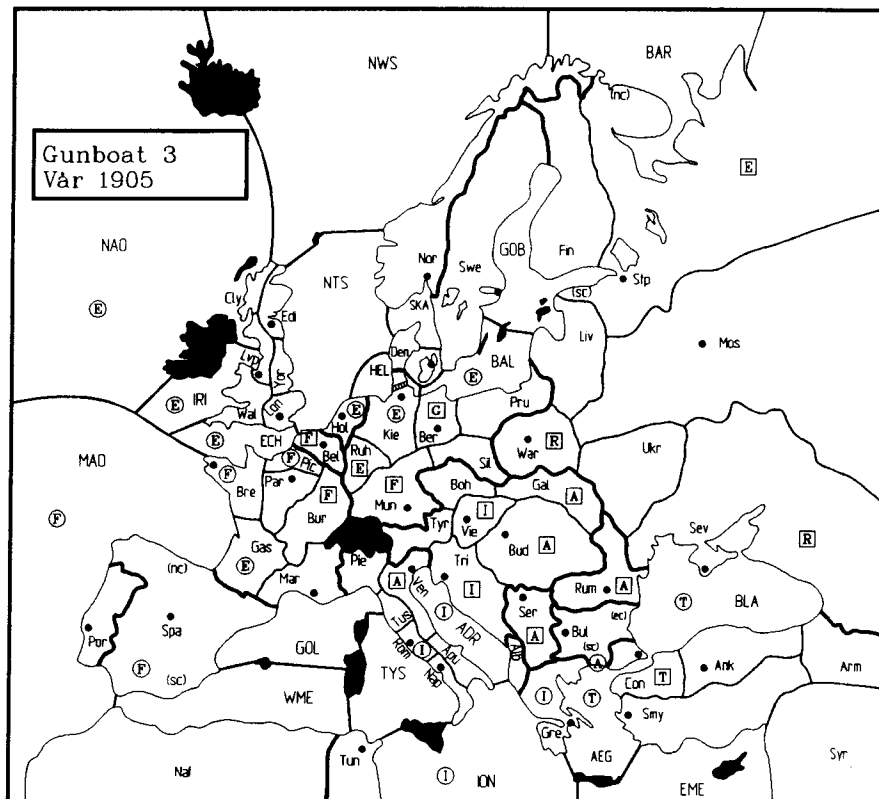 NWS
BAR
(nc)
Gunboat 3
Vår 1905
E
NAO
E
Nor
Swe
GOB
Fin
Stp
(sc)
Cly
Edi
NTS
SKA
Liv
Mos
Den
BAL
E
Lvp
Yor
HEL
IRI
E
Wal
Lon
Hol
E
E
Kie
G
Ber
Pru
War
R
Ukr
E
ECH
F
Bel
Ruh
E
Sil
MAO
F
Bre
F
Pic
Par
F
Bur
F
Mun
Boh
Gal
A
Sev
F
Tyr
I
Vie
Bud
A
R
Gas
E
Mar
Pie
A
Ven
Tri
I
Rum
A
T
BLA
(nc)
Por
Spa
F
(sc)
GOL
Tus
I
ADR
Ser
A
Bul
(ec)
(sc)
A
WME
TYS
Rom
I
Apu
Nap
Alb
I
T
Con
T
Ank
Arm
Gre
Smy
Naf
Tun
I
ION
AEG
EME
Syr